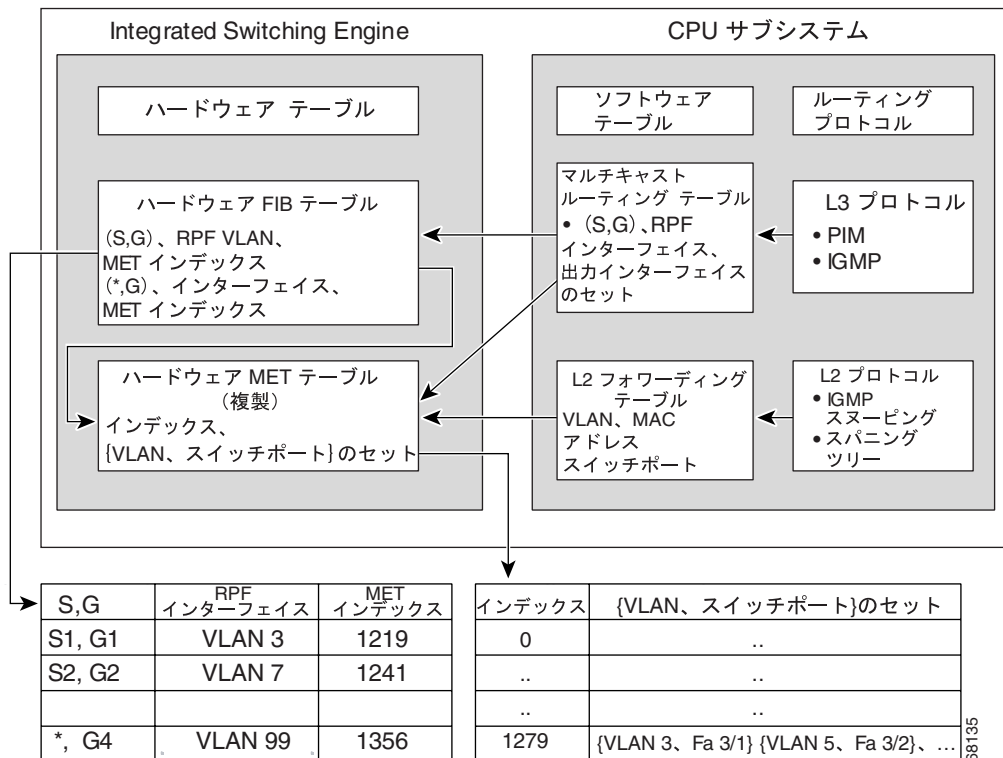 Integrated Switching Engine
CPU サブシステム
ハードウェア テーブル
ソフトウェア
テーブル
ルーティング
プロトコル
ハードウェア FIB テーブル
(S,G)、RPF VLAN、
MET インデックス
(*,G)、インターフェイス、
MET インデックス
マルチキャスト
ルーティング テーブル
• (S,G)、RPF
インターフェイス、
出力インターフェイス
のセット
L3 プロトコル
• PIM
• IGMP
ハードウェア MET テーブル
(複製)
インデックス、
{VLAN、スイッチポート}のセット
L2 フォワーディング
テーブル
VLAN、MAC
アドレス
スイッチポート
L2 プロトコル
• IGMP
スヌーピング
• スパニング
ツリー
S,G RPF インターフェイス MET インデックス
S1, G1 VLAN 3 1219
S2, G2 VLAN 7 1241
*, G4 VLAN 99 1356
インデックス {VLAN、スイッチポート}のセット
0 ..
.. ..
.. ..
1279 {VLAN 3、Fa 3/1} {VLAN 5、Fa 3/2}、…
68135